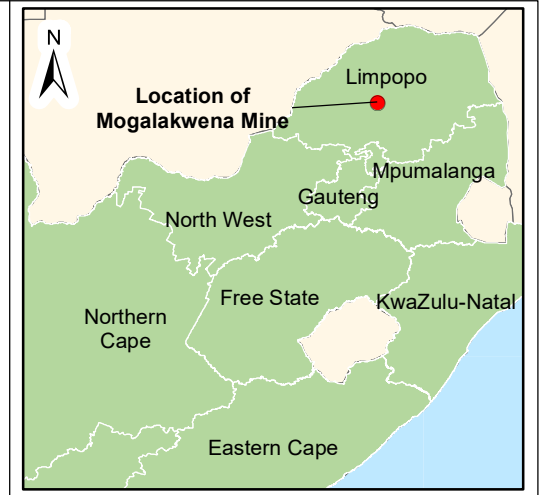 N
Limpopo
Location of
Mogalakwena Mine
Mpumalanga
Gauteng
North West
Free State
KwaZulu-Natal
Northern
Cape
Eastern Cape